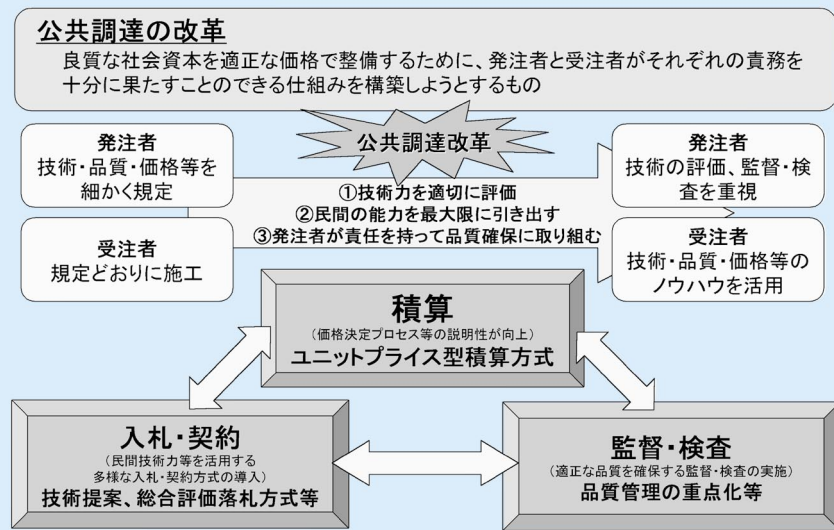 公共調達の改革
良質な社会資本を適正な価格で整備するために、発注者と受注者がそれぞれの責務を
十分に果たすことのできる仕組みを構築しようとするもの
公共調達改革
発注者
技術・品質・価格等を
細かく規定
受注者
規定どおりに施工
①技術力を適切に評価
②民間の能力を最大限に引き出す
③発注者が責任を持って品質確保に取り組む
発注者
技術の評価、監督・検
査を重視
受注者
技術・品質・価格等の
ノウハウを活用
積算
(価格決定プロセス等の説明性が向上)
ユニットプライス型積算方式
入札・契約
(民間技術力等を活用する
多様な入札・契約方式の導入)
技術提案、総合評価落札方式等
監督・検査
(適正な品質を確保する監督・検査の実施)
品質管理の重点化等